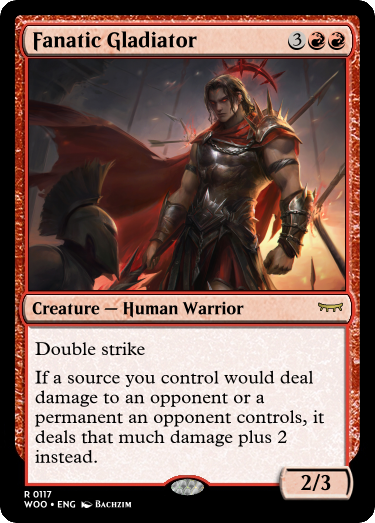 Fanatic Gladiator 3
Creature — Human Warrior
Double strike
If a source you control would deal
damage to an opponent or a
permanent an opponent controls, it
deals that much damage plus 2
instead.
2/3
R 0117
WOO • ENG Bachzim